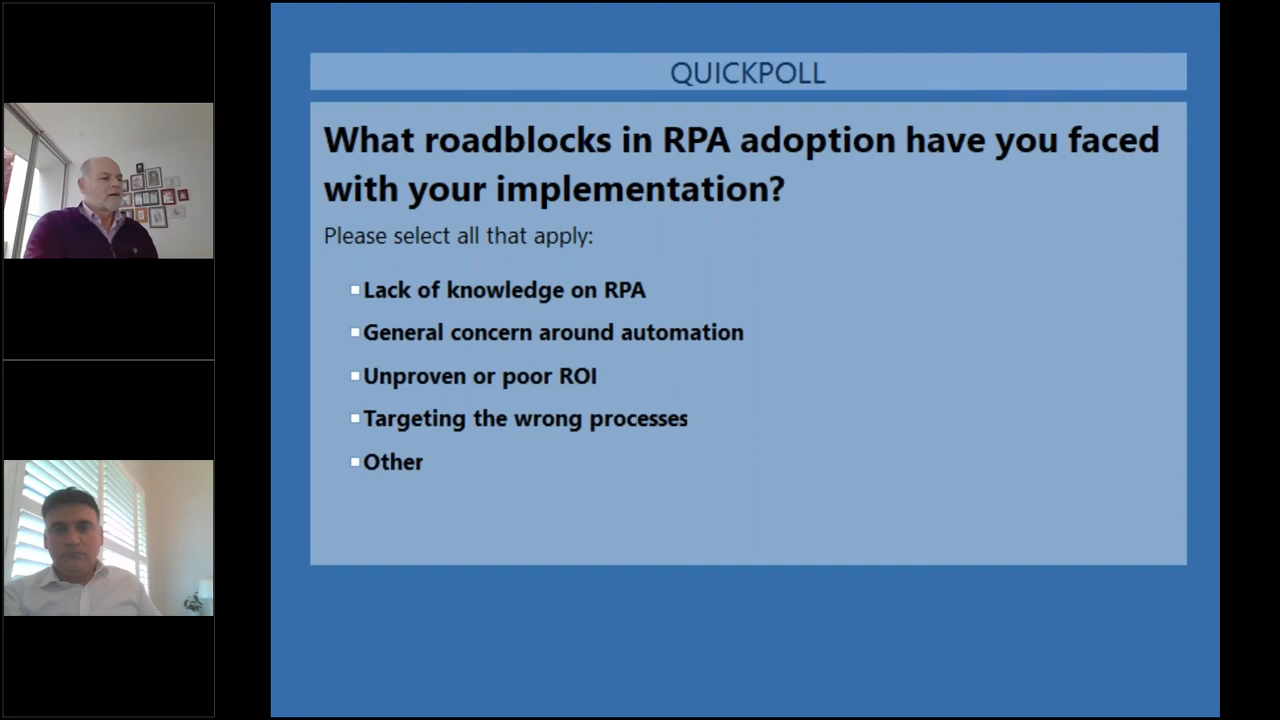 QUICKPOLL
What roadblocks in RPA adoption have you faced
with your implementation?
Please select all that apply:
Lack of knowledge on RPA
General concern around automation
Unproven or poor ROI
Targeting the wrong processes
Other